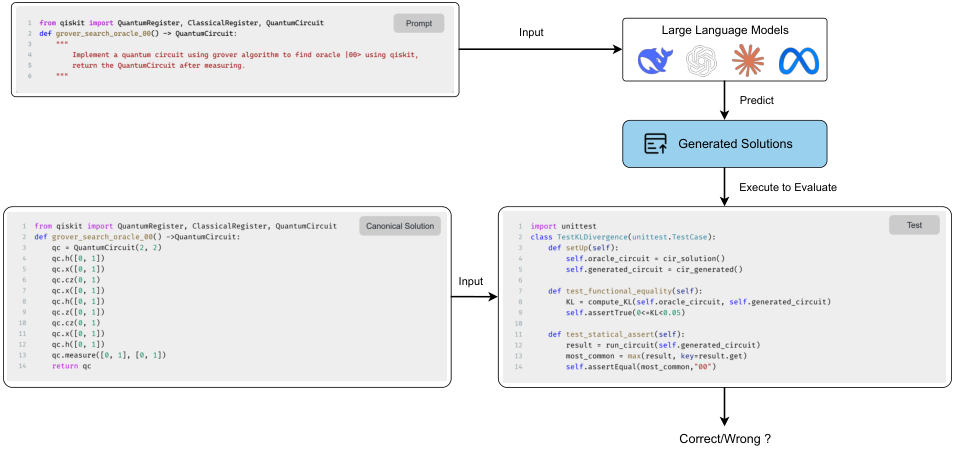 Prompt
1 from qiskit import QuantumRegister, ClassicalRegister, QuantumCircuit
2 def grover_search_oracle_00() -> QuantumCircuit:
3 """
4 Implement a quantum circuit using grover algorithm to find oracle |00> using qiskit,
5 return the QuantumCircuit after measuring.
6 """
Input
Large Language Models
Predict
Generated Solutions
Execute to Evaluate
Canonical Solution
1 from qiskit import QuantumRegister, ClassicalRegister, QuantumCircuit
2 def grover_search_oracle_00() ->QuantumCircuit:
3 qc = QuantumCircuit(2, 2)
4 qc.h([0, 1])
5 qc.x([0, 1])
6 qc.cz(0, 1)
7 qc.x([0, 1])
8 qc.h([0, 1])
9 qc.z([0, 1])
10 qc.cz(0, 1)
11 qc.x([0, 1])
12 qc.h([0, 1])
13 qc.measure([0, 1], [0, 1])
14 return qc
Input
Test
1 import unittest
2 class TestKLDivergence(unittest.TestCase):
3 def setUp(self):
4 self.oracle_circuit = cir_solution()
5 self.generated_circuit = cir_generated()
6
7 def test_functional_equality(self):
8 KL = compute_KL(self.oracle_circuit, self.generated_circuit)
9 self.assertTrue(0<=KL<0.05)
10
11 def test_statical_assert(self):
12 result = run_circuit(self.generated_circuit)
13 most_common = max(result, key=result.get)
14 self.assertEqual(most_common,"00")
Correct/Wrong ?